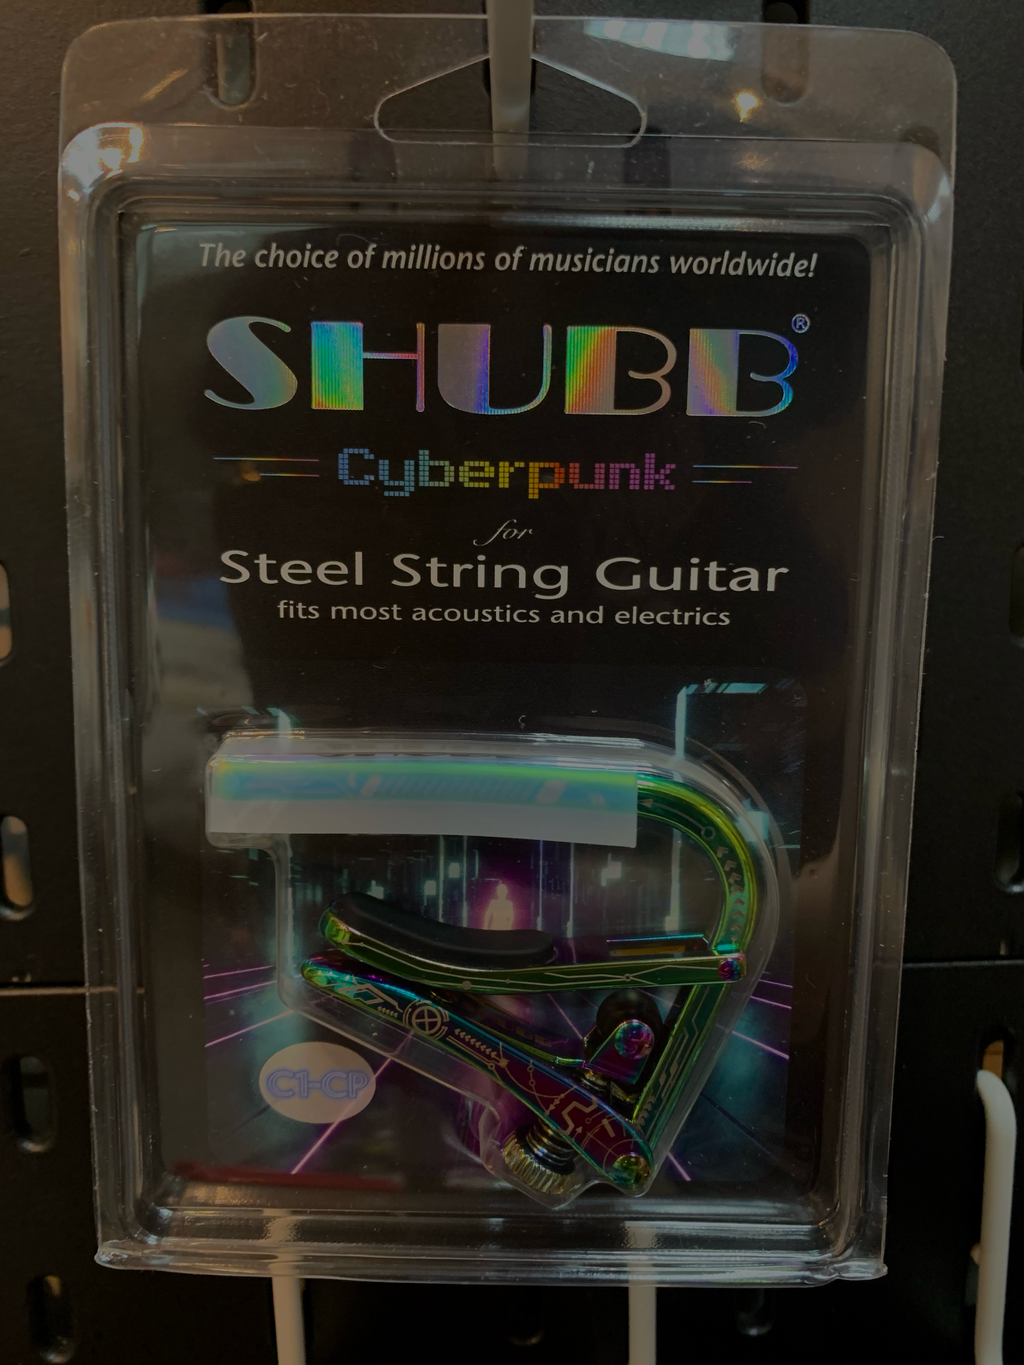 The choice of millions of musicians worldwide!
SHUBB®
Cyberpunk
for
Steel String Guitar
fits most acoustics and electrics
C1-CP